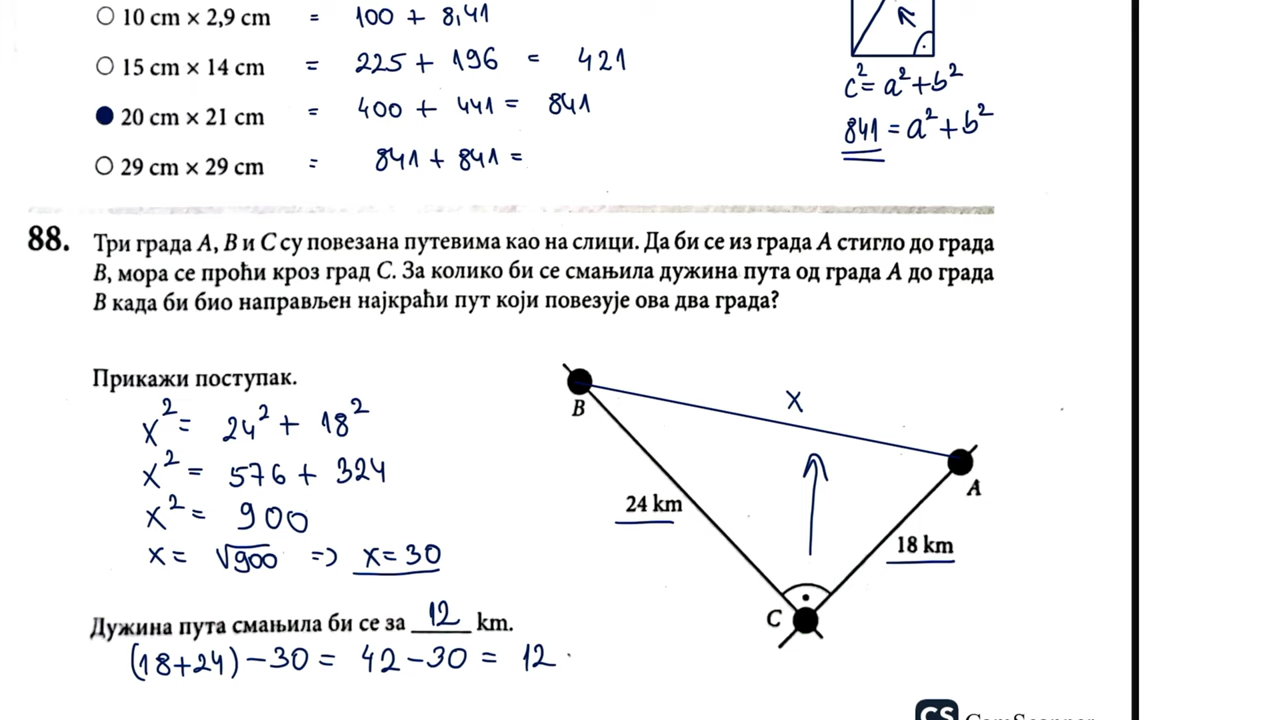 10 cm × 2,9 cm = 100 + 8,41
15 cm × 14 cm = 225 + 196 = 421
20 cm × 21 cm = 400 + 441 = 841
29 cm × 29 cm = 841 + 841 =
c² = a² + b²
841 = a² + b²
88. Три града A, B и C су повезана путевима као на слици. Да би се из града A стигло до града
B, мора се проћи кроз град C. За колико би се смањила дужина пута од града A до града
B када би био направљен најкраћи пут који повезује ова два града?
Прикажи поступак.
x² = 24² + 18²
x² = 576 + 324
x² = 900
x = √900 => x = 30
B
x
A
24 km
18 km
C
Дужина пута смањила би се за 12 km.
(18+24) - 30 = 42 - 30 = 12
CS